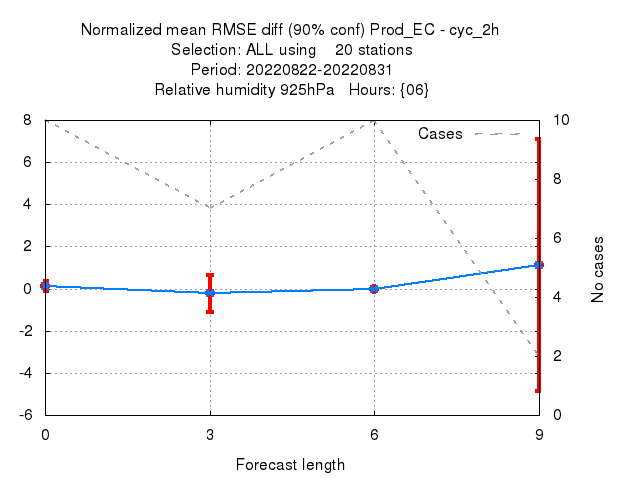 Normalized mean RMSE diff (90% conf) Prod_EC - cyc_2h
Selection: ALL using    20 stations
Period: 20220822-20220831
Relative humidity 925hPa   Hours: {06}
8
6
4
2
0
-2
-4
-6
Cases
10
8
6
4
2
0
No cases
0 3 6 9
Forecast length